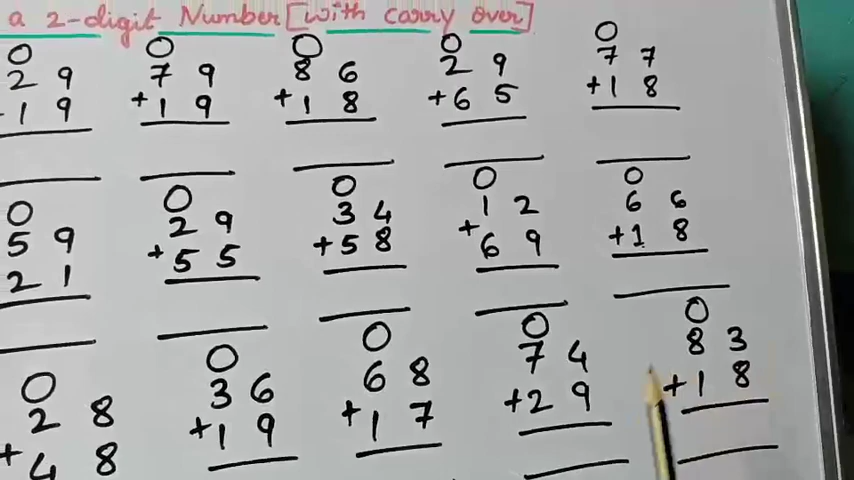 a 2-digit Number [with carry over]
0 0 0 0 0
2 9 7 9 8 6 2 9 7 7
-1 9 +1 9 +1 8 +6 5 +1 8
0 0 0 0 0
5 9 2 9 3 4 1 2 6 6
2 1 +5 5 +5 8 +6 9 +1 8
0 0 0 0 0
2 8 3 6 6 8 7 4 8 3
+4 8 +1 9 +1 7 +2 9 +1 8